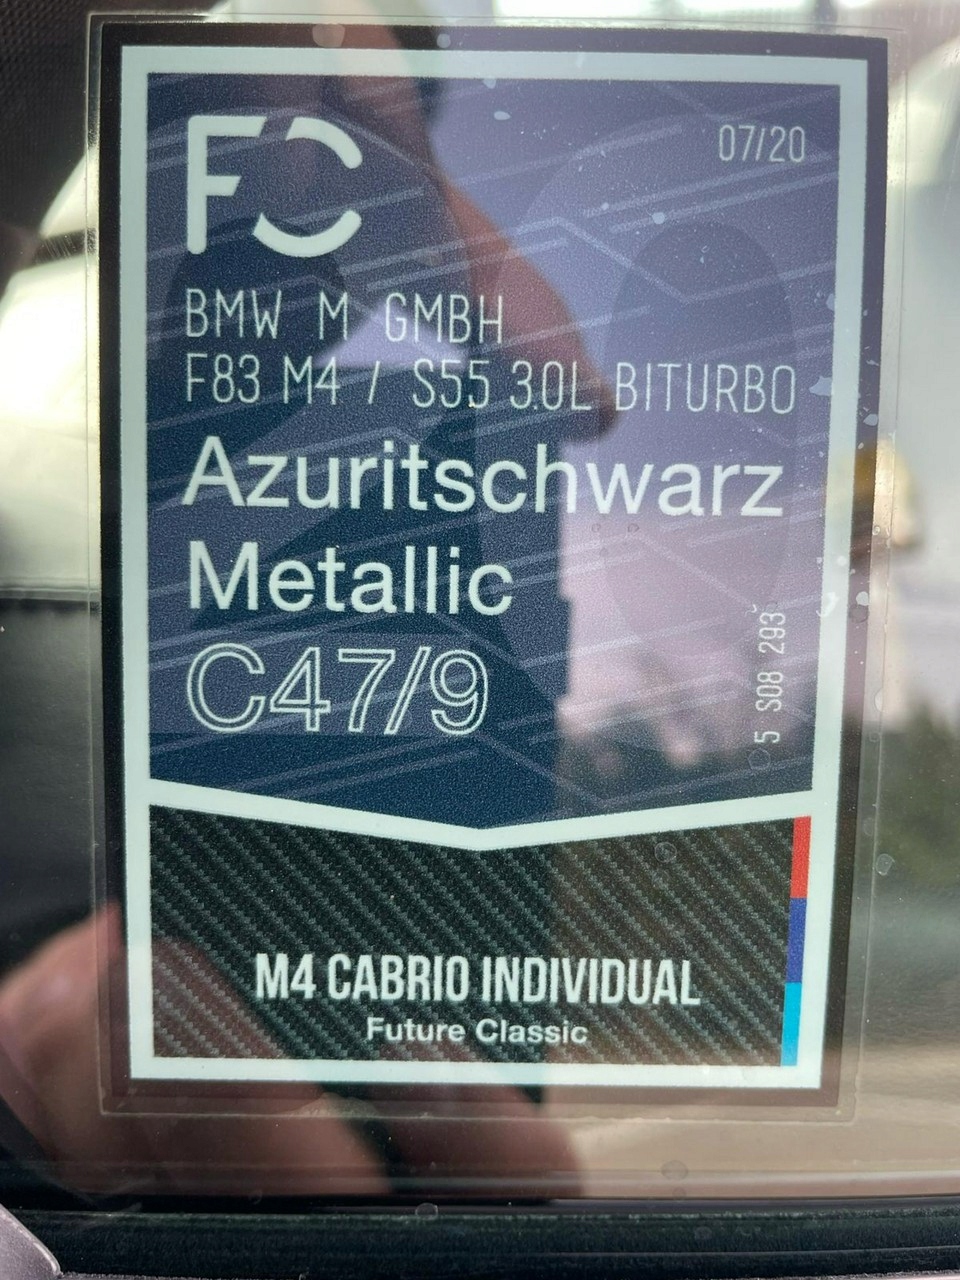 FC
07/20
BMW M GMBH
F83 M4 / S55 3.0L BITURBO
Azuritschwarz
Metallic
C47/9
5 S08 293
M4 CABRIO INDIVIDUAL
Future Classic